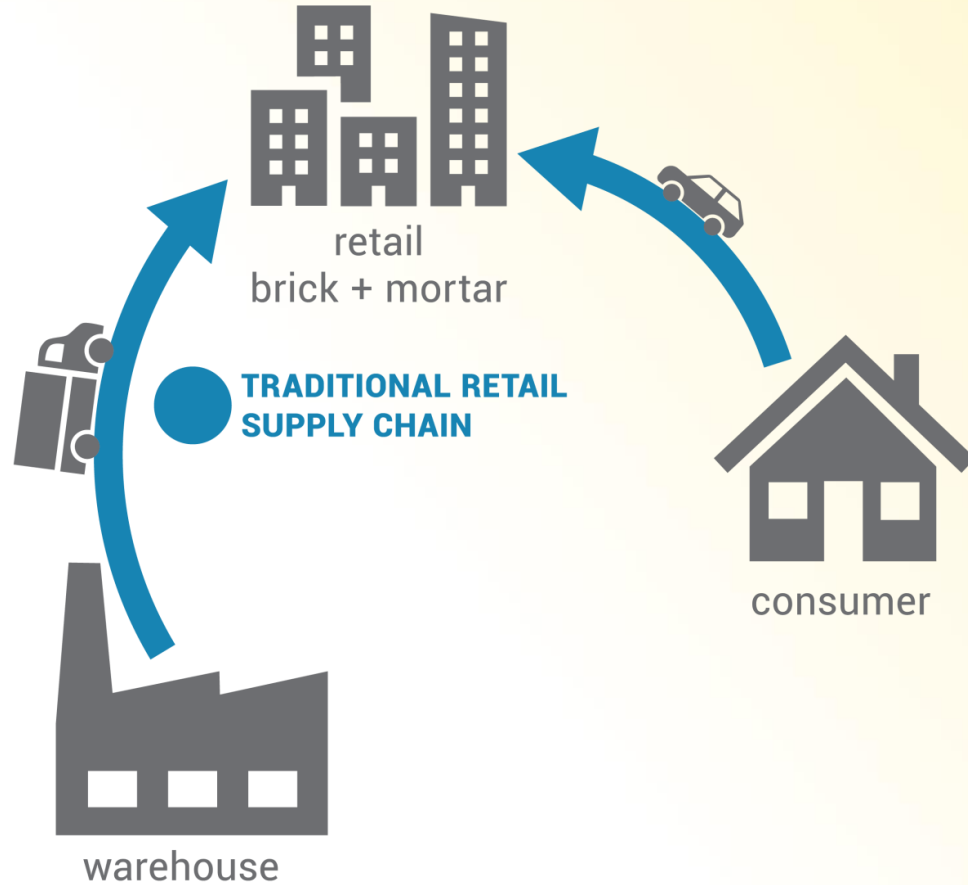 retail
brick + mortar
TRADITIONAL RETAIL
SUPPLY CHAIN
consumer
warehouse